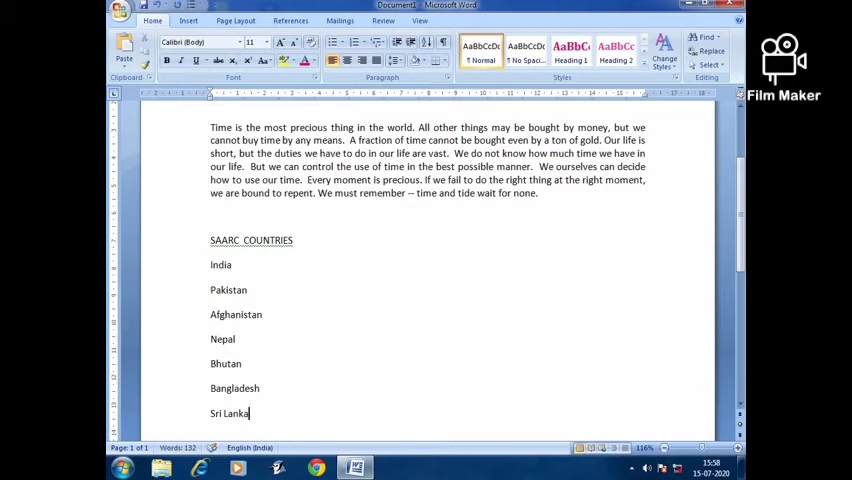 Document1 - Microsoft Word
Home Insert Page Layout References Mailings Review View
Calibri (Body) 11
Paste
Clipboard Font Paragraph Styles Editing
AaBbCcDc AaBbCcDc AaBbCc AaBbCc
¶ Normal ¶ No Spaci... Heading 1 Heading 2
Change Styles
Find
Replace
Select
Film Maker
Time is the most precious thing in the world. All other things may be bought by money, but we
cannot buy time by any means. A fraction of time cannot be bought even by a ton of gold. Our life is
short, but the duties we have to do in our life are vast. We do not know how much time we have in
our life. But we can control the use of time in the best possible manner. We ourselves can decide
how to use our time. Every moment is precious. If we fail to do the right thing at the right moment,
we are bound to repent. We must remember -- time and tide wait for none.
SAARC COUNTRIES
India
Pakistan
Afghanistan
Nepal
Bhutan
Bangladesh
Sri Lanka
Page: 1 of 1 Words: 132 English (India) 116%
15:58
15-07-2020